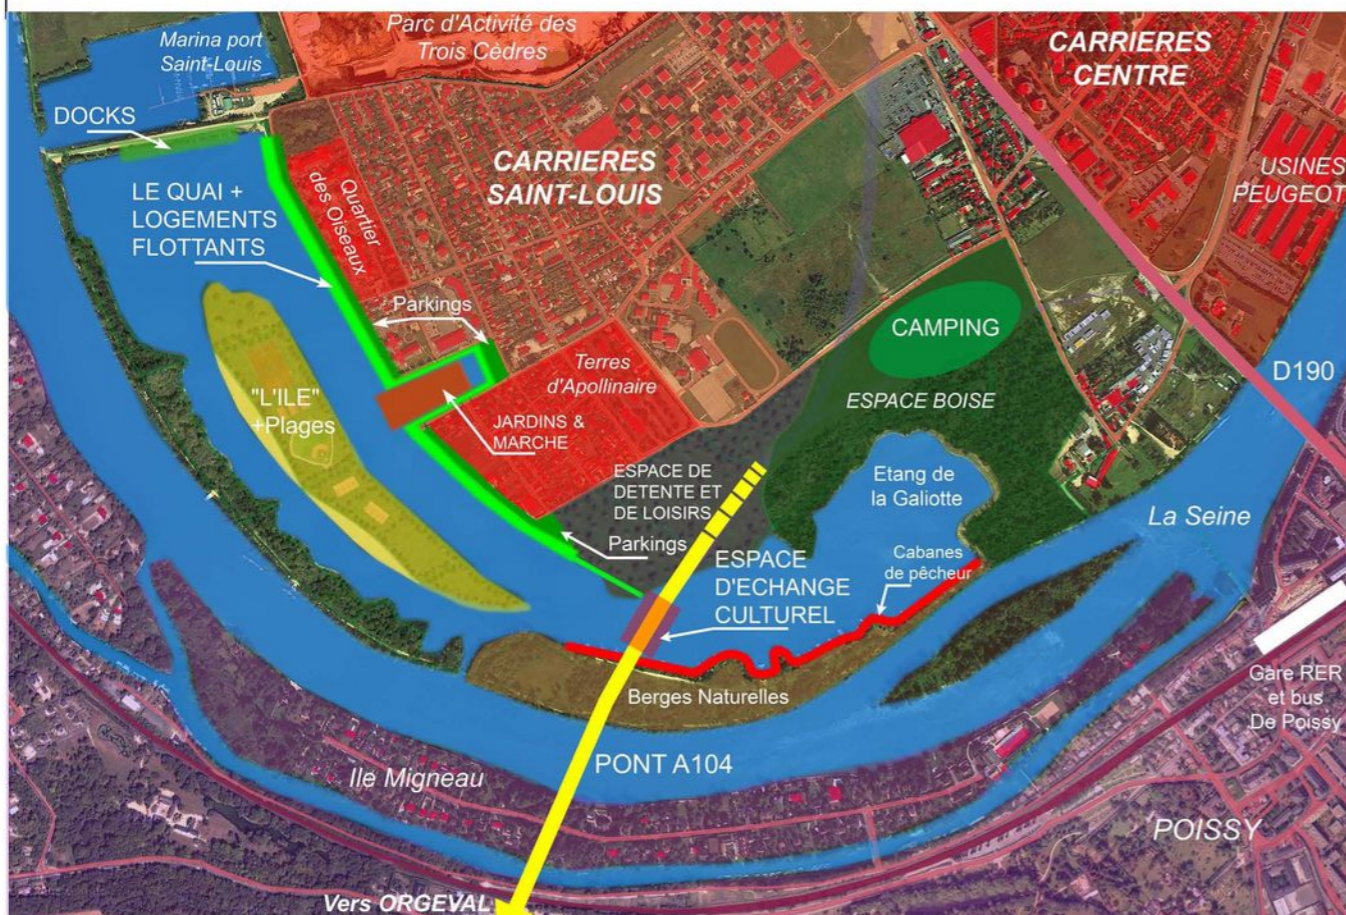 Parc d'Activité des
Trois Cèdres
Marina port
Saint-Louis
CARRIERES
CENTRE
DOCKS
CARRIERES
SAINT-LOUIS
USINES
PEUGEOT
LE QUAI +
LOGEMENTS
FLOTTANTS
Quartier
des Oiseaux
Parkings
CAMPING
Terres
d'Apollinaire
D190
"L'ILE"
+Plages
ESPACE BOISE
JARDINS &
MARCHE
ESPACE DE
DETENTE ET
DE LOISIRS
Etang de
la Galiotte
La Seine
Parkings
ESPACE
D'ECHANGE
CULTUREL
Cabanes
de pêcheur
Berges Naturelles
Gare RER
et bus
De Poissy
PONT A104
Ile Migneau
POISSY
Vers ORGEVAL